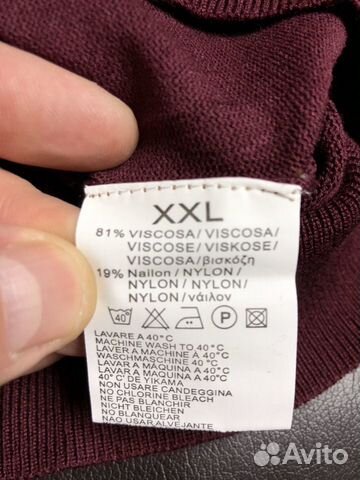 XXL
81% VISCOSA/ VISCOSA/
VISCOSE/ VISKOSE/
VISCOSA/ βισκόζη
19% Nailon / NYLON/
NYLON/ NYLON/
NYLON/ νάιλον
40° P
LAVARE A 40°C
MACHINE WASH TO 40°C
LAVER A MACHINE A 40°C
WASCHMASCHINE 40°C
LAVAR A MAQUINA A 40°C
LAVAR A MAQUINA A 40°C
40° C' DE YIKAMA
NON USARE CANDEGGINA
NO CHLORINE BLEACH
NE PAS BLANCHIR
NICHT BLEICHEN
NO BLANQUEAR
NAO USAR ALVEJANTE
Avito